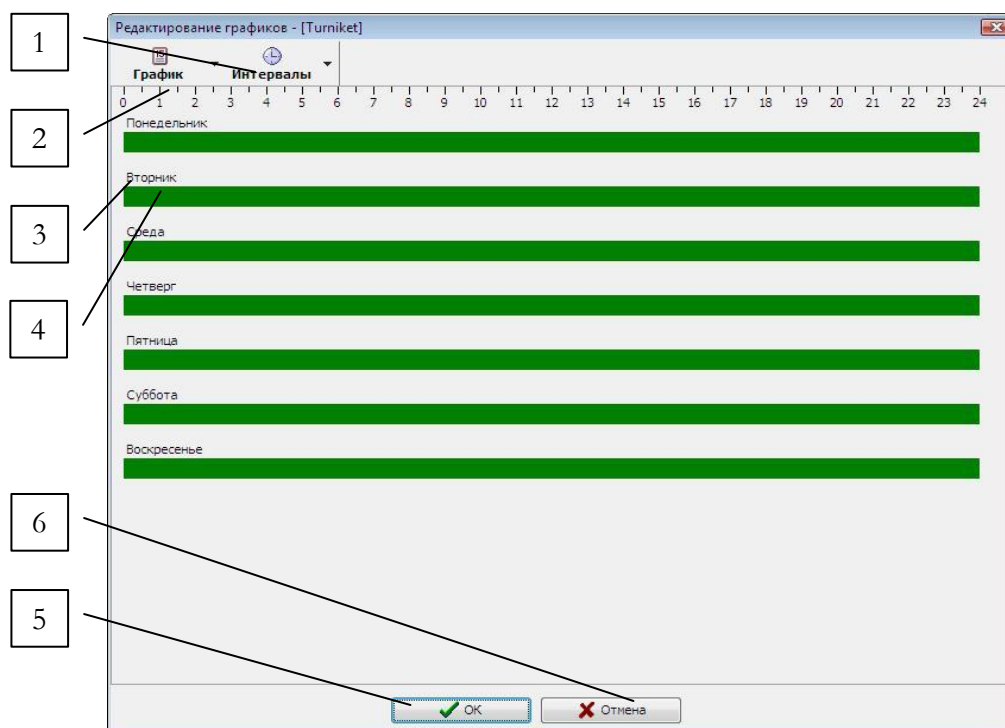 Редактирование графиков - [Turniket]
1
15
График
Интервалы
2
0 1 2 3 4 5 6 7 8 9 10 11 12 13 14 15 16 17 18 19 20 21 22 23 24
Понедельник
3
Вторник
Среда
4
Четверг
Пятница
Суббота
Воскресенье
6
5
OK
Отмена